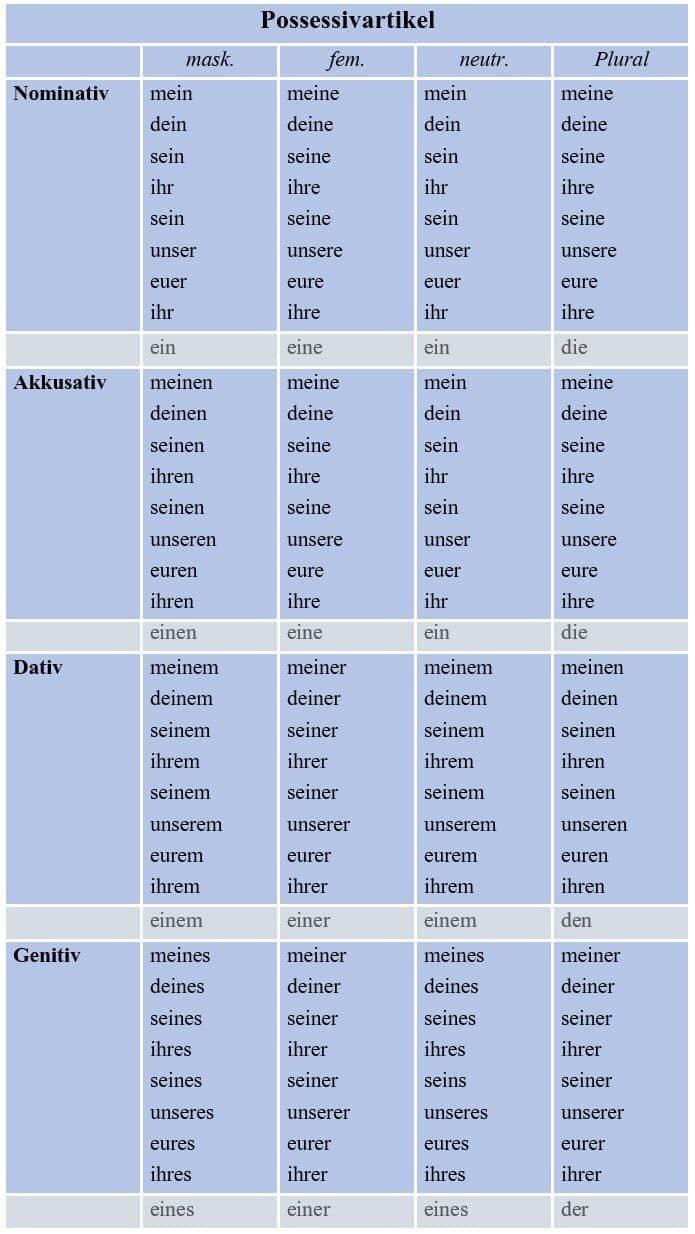 Possessivartikel
mask. fem. neutr. Plural
Nominativ mein meine mein meine
dein deine dein deine
sein seine sein seine
ihr ihre ihr ihre
sein seine sein seine
unser unsere unser unsere
euer eure euer eure
ihr ihre ihr ihre
ein eine ein die
Akkusativ meinen meine mein meine
deinen deine dein deine
seinen seine sein seine
ihren ihre ihr ihre
seinen seine sein seine
unseren unsere unser unsere
euren eure euer eure
ihren ihre ihr ihre
einen eine ein die
Dativ meinem meiner meinem meinen
deinem deiner deinem deinen
seinem seiner seinem seinen
ihrem ihrer ihrem ihren
seinem seiner seinem seinen
unserem unserer unserem unseren
eurem eurer eurem euren
ihrem ihrer ihrem ihren
einem einer einem den
Genitiv meines meiner meines meiner
deines deiner deines deiner
seines seiner seines seiner
ihres ihrer ihres ihrer
seines seiner seins seiner
unseres unserer unseres unserer
eures eurer eures eurer
ihres ihrer ihres ihrer
eines einer eines der